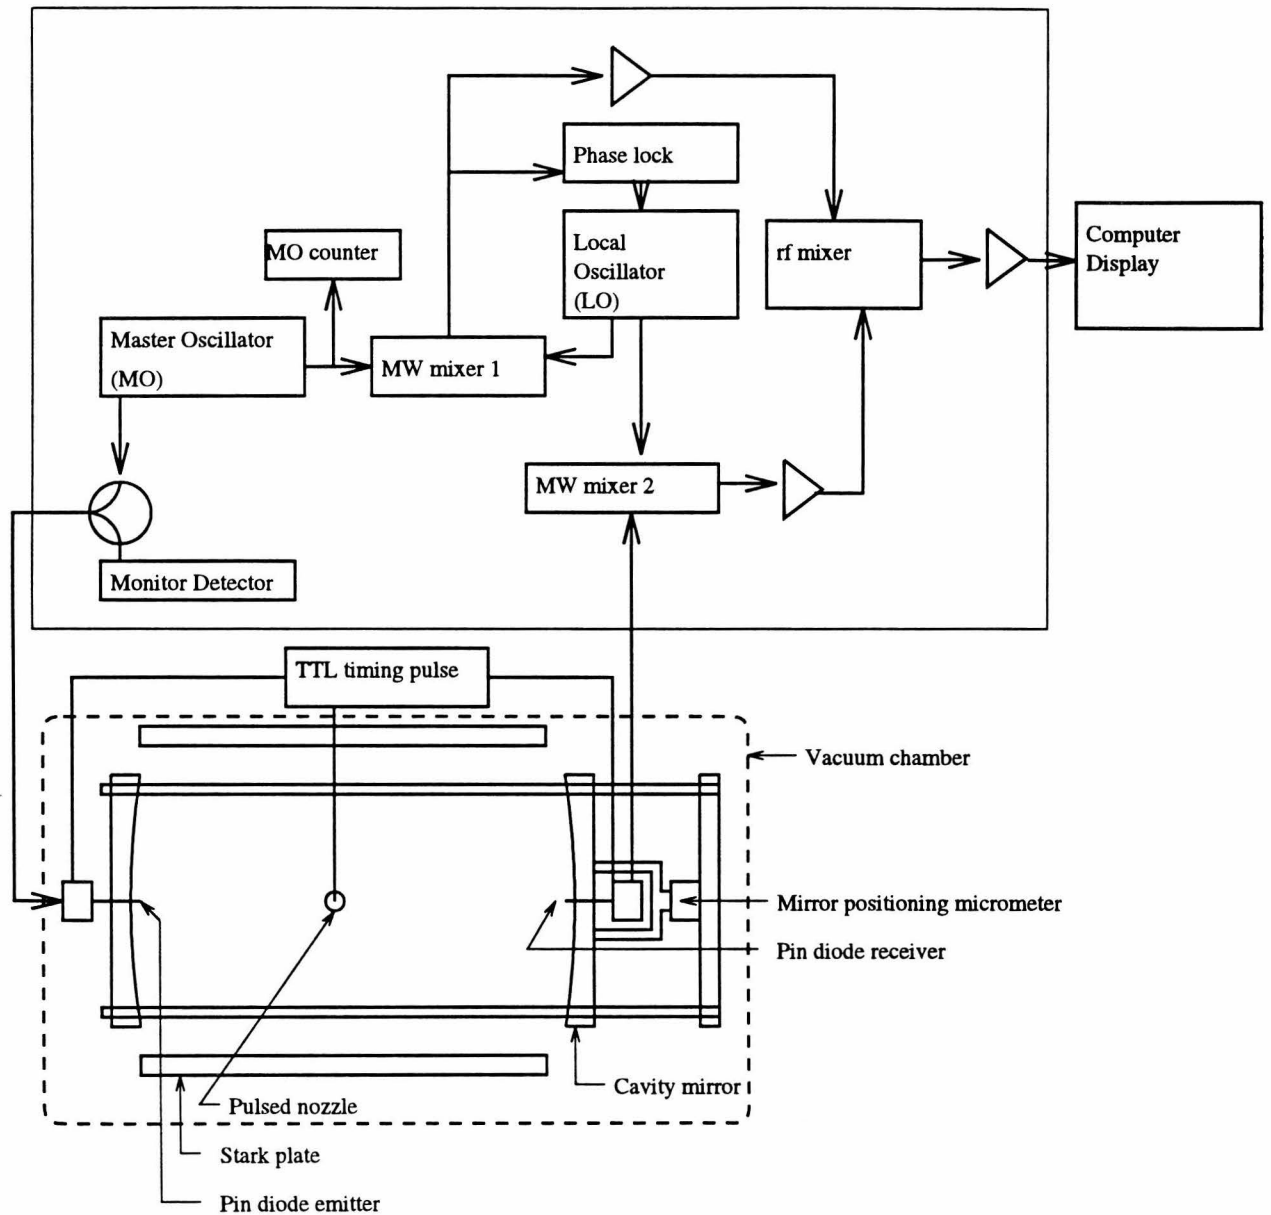 Phase lock
MO counter
Local
Oscillator
(LO)
rf mixer
Computer
Display
Master Oscillator
(MO)
MW mixer 1
MW mixer 2
Monitor Detector
TTL timing pulse
Vacuum chamber
Mirror positioning micrometer
Pin diode receiver
Cavity mirror
Pulsed nozzle
Stark plate
Pin diode emitter